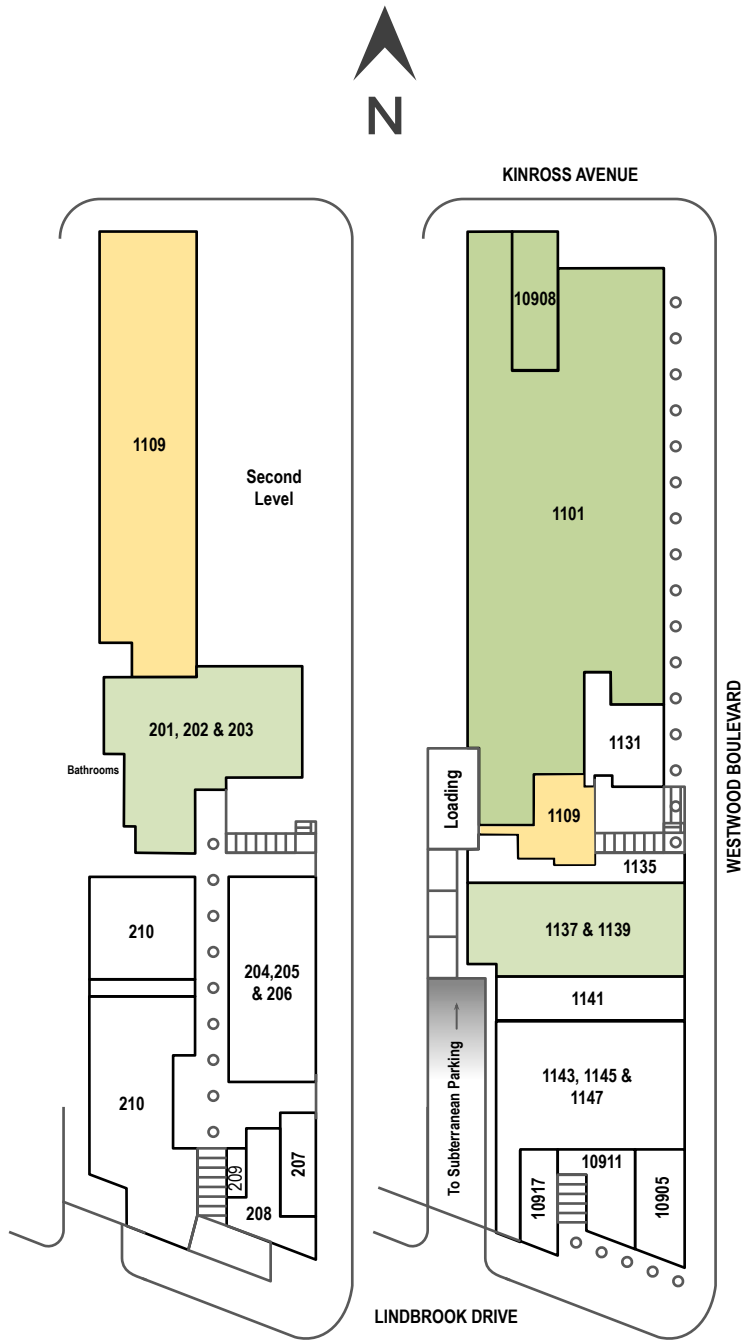 N
KINROSS AVENUE
1109
Second
Level
201, 202 & 203
Bathrooms
210
204,205
& 206
210
209
207
208
10908
1101
1131
Loading
1109
1135
1137 & 1139
1141
1143, 1145 &
1147
To Subterranean Parking
10917
10911
10905
WESTWOOD BOULEVARD
LINDBROOK DRIVE